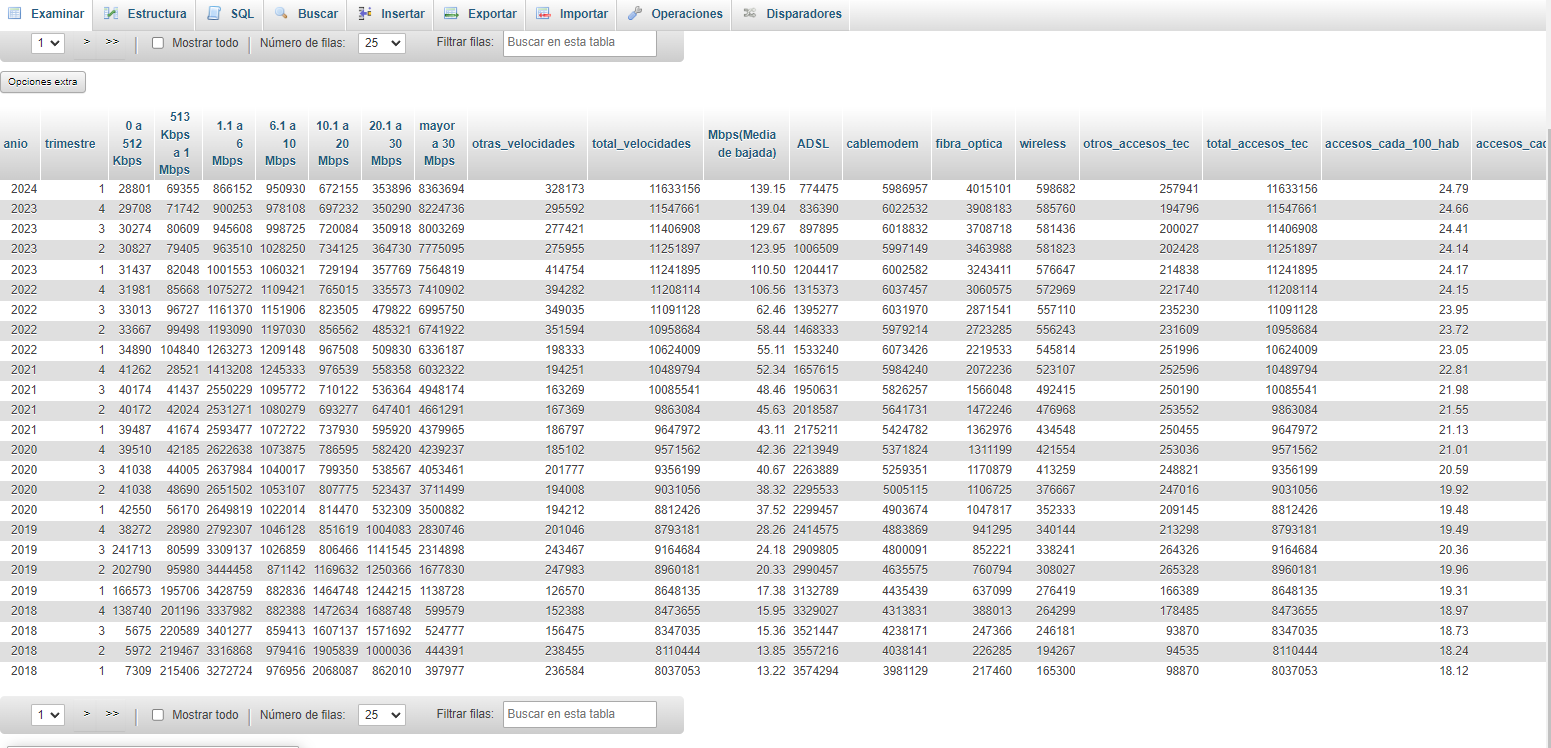 Examinar Estructura SQL Buscar Insertar Exportar Importar Operaciones Disparadores
1 > >> Mostrar todo Número de filas: 25 Filtrar filas: Buscar en esta tabla
Opciones extra
anio trimestre 0 a 512 Kbps 513 Kbps a 1 Mbps 1.1 a 6 Mbps 6.1 a 10 Mbps 10.1 a 20 Mbps 20.1 a 30 Mbps mayor a 30 Mbps otras_velocidades total_velocidades Mbps(Media de bajada) ADSL cablemodem fibra_optica wireless otros_accesos_tec total_accesos_tec accesos_cada_100_hab accesos_cad
2024 1 28801 69355 866152 950930 672155 353896 8363694 328173 11633156 139.15 774475 5986957 4015101 598682 257941 11633156 24.79
2023 4 29708 71742 900253 978108 697232 350290 8224736 295592 11547661 139.04 836390 6022532 3908183 585760 194796 11547661 24.66
2023 3 30274 80609 945608 998725 720084 350918 8003269 277421 11406908 129.67 897895 6018832 3708718 581436 200027 11406908 24.41
2023 2 30827 79405 963510 1028250 734125 364730 7775095 275955 11251897 123.95 1006509 5997149 3463988 581823 202428 11251897 24.14
2023 1 31437 82048 1001553 1060321 729194 357769 7564819 414754 11241895 110.50 1204417 6002582 3243411 576647 214838 11241895 24.17
2022 4 31981 85668 1075272 1109421 765015 335573 7410902 394282 11208114 106.56 1315373 6037457 3060575 572969 221740 11208114 24.15
2022 3 33013 96727 1161370 1151906 823505 479822 6995750 349035 11091128 62.46 1395277 6031970 2871541 557110 235230 11091128 23.95
2022 2 33667 99498 1193090 1197030 856562 485321 6741922 351594 10958684 58.44 1468333 5979214 2723285 556243 231609 10958684 23.72
2022 1 34890 104840 1263273 1209148 967508 509830 6336187 198333 10624009 55.11 1533240 6073426 2219533 545814 251996 10624009 23.05
2021 4 41262 28521 1413208 1245333 976539 558358 6032322 194251 10489794 52.34 1657615 5984240 2072236 523107 252596 10489794 22.81
2021 3 40174 41437 2550229 1095772 710122 536364 4948174 163269 10085541 48.46 1950631 5826257 1566048 492415 250190 10085541 21.98
2021 2 40172 42024 2531271 1080279 693277 647401 4661291 167369 9863084 45.63 2018587 5641731 1472246 476968 253552 9863084 21.55
2021 1 39487 41674 2593477 1072722 737930 595920 4379965 186797 9647972 43.11 2175211 5424782 1362976 434548 250455 9647972 21.13
2020 4 39510 42185 2622638 1073875 786595 582420 4239237 185102 9571562 42.36 2213949 5371824 1311199 421554 253036 9571562 21.01
2020 3 41038 44005 2637984 1040017 799350 538567 4053461 201777 9356199 40.67 2263889 5259351 1170879 413259 248821 9356199 20.59
2020 2 41038 48690 2651502 1053107 807775 523437 3711499 194008 9031056 38.32 2295533 5005115 1106725 376667 247016 9031056 19.92
2020 1 42550 56170 2649819 1022014 814470 532309 3500882 194212 8812426 37.52 2299457 4903674 1047817 352333 209145 8812426 19.48
2019 4 38272 28980 2792307 1046128 851619 1004083 2830746 201046 8793181 28.26 2414575 4883869 941295 340144 213298 8793181 19.49
2019 3 241713 80599 3309137 1026859 806466 1141545 2314898 243467 9164684 24.18 2909805 4800091 852221 338241 264326 9164684 20.36
2019 2 202790 95980 3444458 871142 1169632 1250366 1677830 247983 8960181 20.33 2990457 4635575 760794 308027 265328 8960181 19.96
2019 1 166573 195706 3428759 882836 1464748 1244215 1138728 126570 8648135 17.38 3132789 4435439 637099 276419 166389 8648135 19.31
2018 4 138740 201196 3337982 882388 1472634 1688748 599579 152388 8473655 15.95 3329027 4313831 388013 264299 178485 8473655 18.97
2018 3 5675 220589 3401277 859413 1607137 1571692 524777 156475 8347035 15.36 3521447 4238171 247366 246181 93870 8347035 18.73
2018 2 5972 219467 3316868 979416 1905839 1000036 444391 238455 8110444 13.85 3557216 4038141 226285 194267 94535 8110444 18.24
2018 1 7309 215406 3272724 976956 2068087 862010 397977 236584 8037053 13.22 3574294 3981129 217460 165300 98870 8037053 18.12
1 > >> Mostrar todo Número de filas: 25 Filtrar filas: Buscar en esta tabla